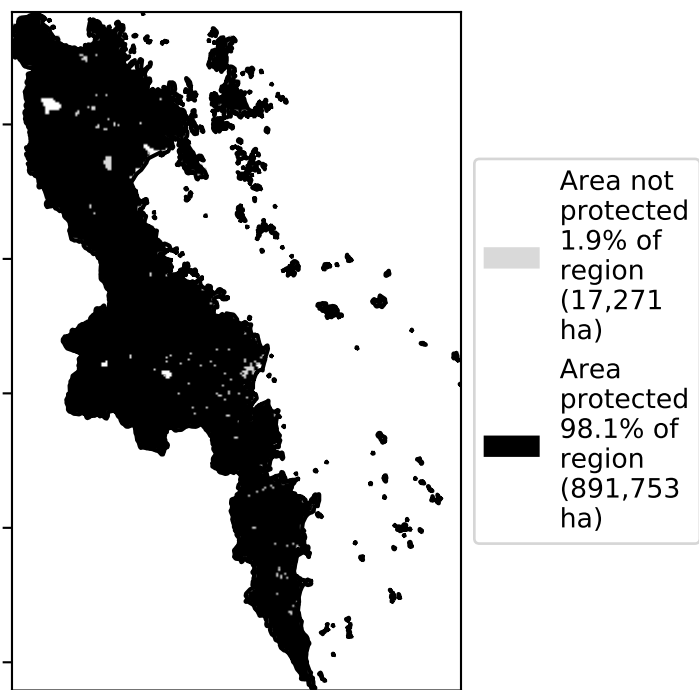 Area not
protected
1.9% of
region
(17,271
ha)
Area
protected
98.1% of
region
(891,753
ha)